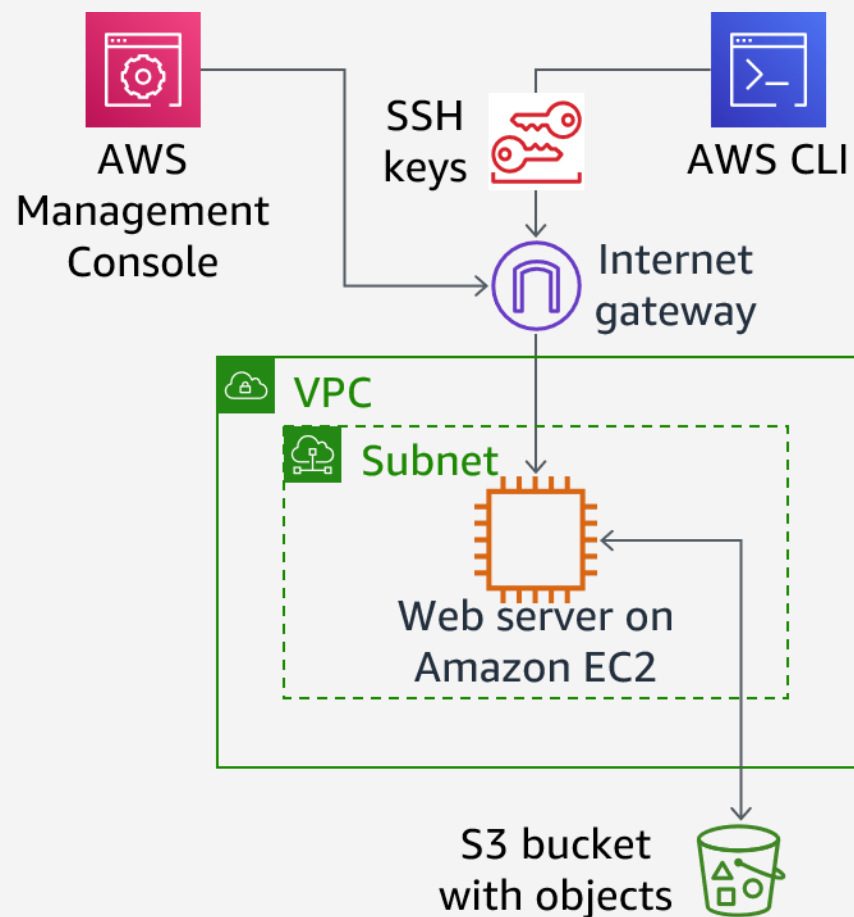 SSH
keys
AWS
Management
Console
AWS CLI
Internet
gateway
VPC
Subnet
Web server on
Amazon EC2
S3 bucket
with objects